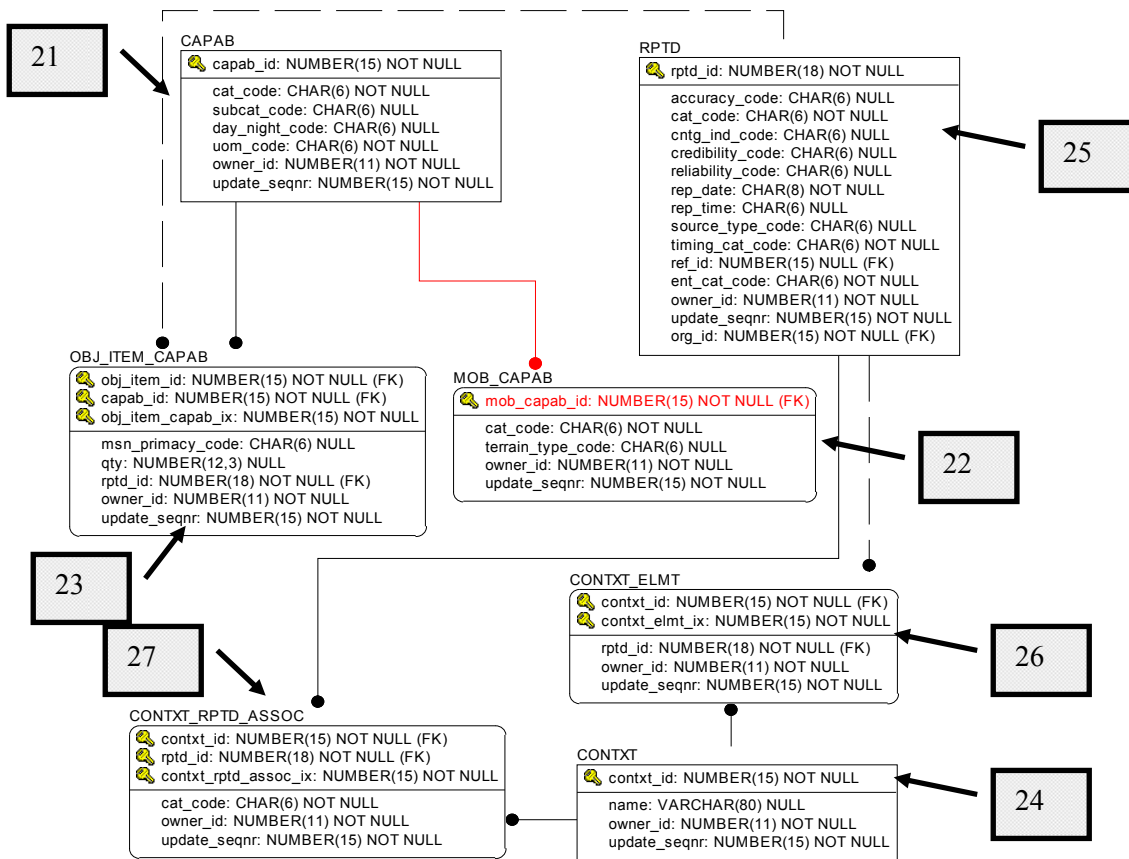 21
CAPAB
capab_id: NUMBER(15) NOT NULL
cat_code: CHAR(6) NOT NULL
subcat_code: CHAR(6) NULL
day_night_code: CHAR(6) NULL
uom_code: CHAR(6) NOT NULL
owner_id: NUMBER(11) NOT NULL
update_seqnr: NUMBER(15) NOT NULL
RPTD
rptd_id: NUMBER(18) NOT NULL
accuracy_code: CHAR(6) NULL
cat_code: CHAR(6) NOT NULL
cntg_ind_code: CHAR(6) NULL
credibility_code: CHAR(6) NULL
reliability_code: CHAR(6) NULL
rep_date: CHAR(8) NOT NULL
rep_time: CHAR(6) NULL
source_type_code: CHAR(6) NULL
timing_cat_code: CHAR(6) NOT NULL
ref_id: NUMBER(15) NULL (FK)
ent_cat_code: CHAR(6) NOT NULL
owner_id: NUMBER(11) NOT NULL
update_seqnr: NUMBER(15) NOT NULL
org_id: NUMBER(15) NOT NULL (FK)
25
OBJ_ITEM_CAPAB
obj_item_id: NUMBER(15) NOT NULL (FK)
capab_id: NUMBER(15) NOT NULL (FK)
obj_item_capab_ix: NUMBER(15) NOT NULL
msn_primacy_code: CHAR(6) NULL
qty: NUMBER(12,3) NULL
rptd_id: NUMBER(18) NOT NULL (FK)
owner_id: NUMBER(11) NOT NULL
update_seqnr: NUMBER(15) NOT NULL
MOB_CAPAB
mob_capab_id: NUMBER(15) NOT NULL (FK)
cat_code: CHAR(6) NOT NULL
terrain_type_code: CHAR(6) NULL
owner_id: NUMBER(11) NOT NULL
update_seqnr: NUMBER(15) NOT NULL
22
23
27
CONTXT_ELMT
contxt_id: NUMBER(15) NOT NULL (FK)
contxt_elmt_ix: NUMBER(15) NOT NULL
rptd_id: NUMBER(18) NOT NULL (FK)
owner_id: NUMBER(11) NOT NULL
update_seqnr: NUMBER(15) NOT NULL
26
CONTXT_RPTD_ASSOC
contxt_id: NUMBER(15) NOT NULL (FK)
rptd_id: NUMBER(18) NOT NULL (FK)
contxt_rptd_assoc_ix: NUMBER(15) NOT NULL
cat_code: CHAR(6) NOT NULL
owner_id: NUMBER(11) NOT NULL
update_seqnr: NUMBER(15) NOT NULL
CONTXT
contxt_id: NUMBER(15) NOT NULL
name: VARCHAR(80) NULL
owner_id: NUMBER(11) NOT NULL
update_seqnr: NUMBER(15) NOT NULL
24